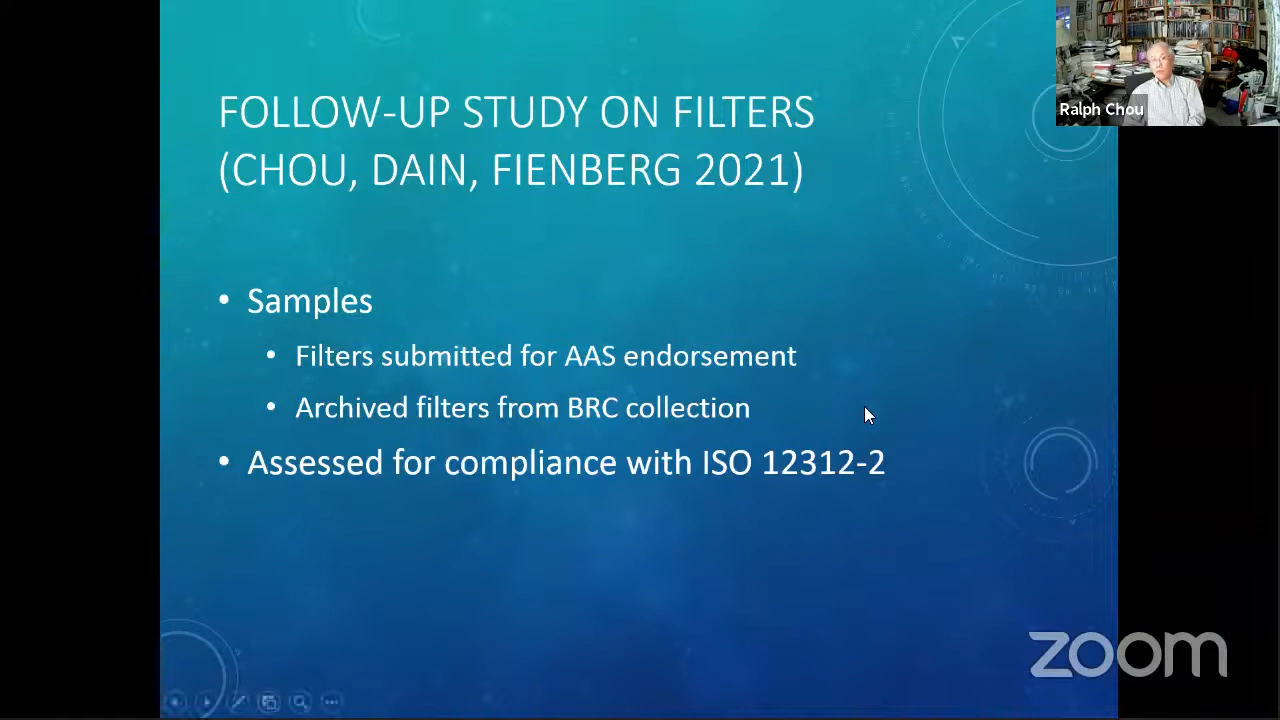 FOLLOW-UP STUDY ON FILTERS
(CHOU, DAIN, FIENBERG 2021)
• Samples
• Filters submitted for AAS endorsement
• Archived filters from BRC collection
• Assessed for compliance with ISO 12312-2
Ralph Chou
zoom